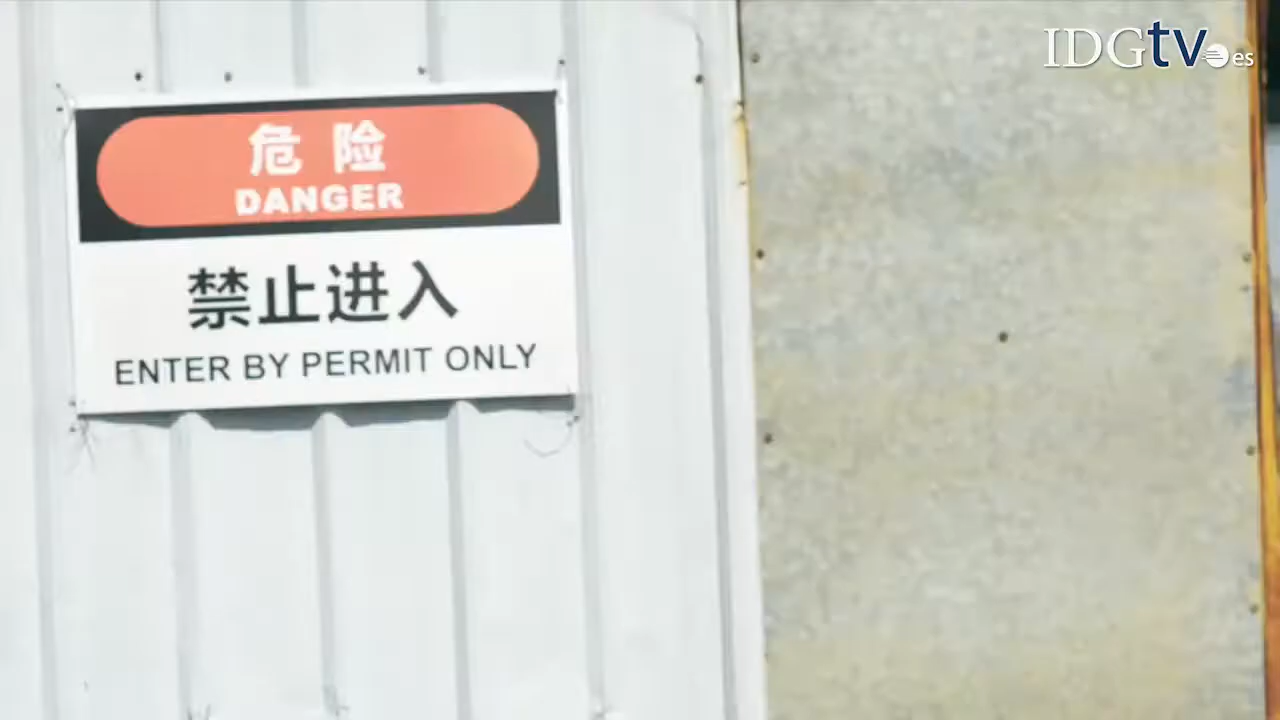 IDGtv.es
危险
DANGER
禁止进入
ENTER BY PERMIT ONLY